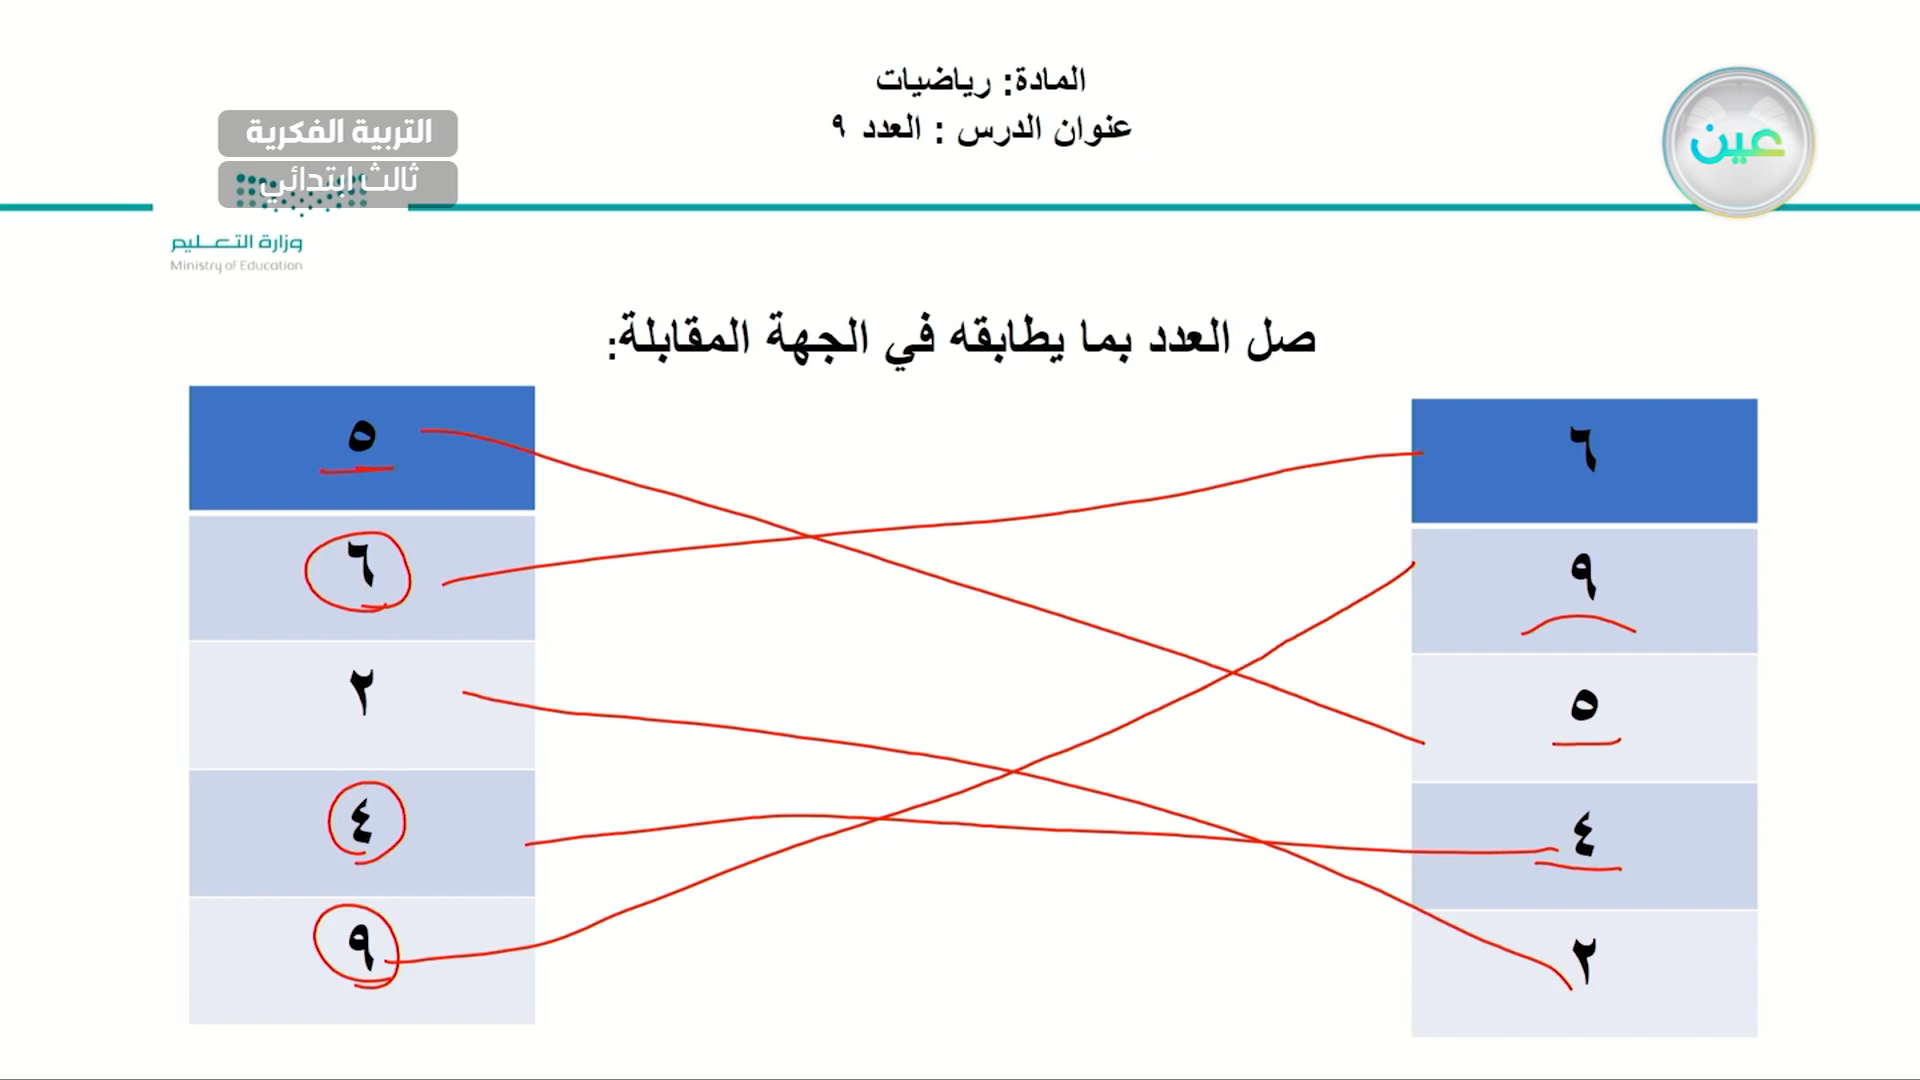 المادة: رياضيات
عنوان الدرس : العدد ٩
عين
التربية الفكرية
ثالث ابتدائي
وزارة التعليم
Ministry of Education
صل العدد بما يطابقه في الجهة المقابلة:
٦
٩
٥
٤
٢
٥
٦
٢
٤
٩